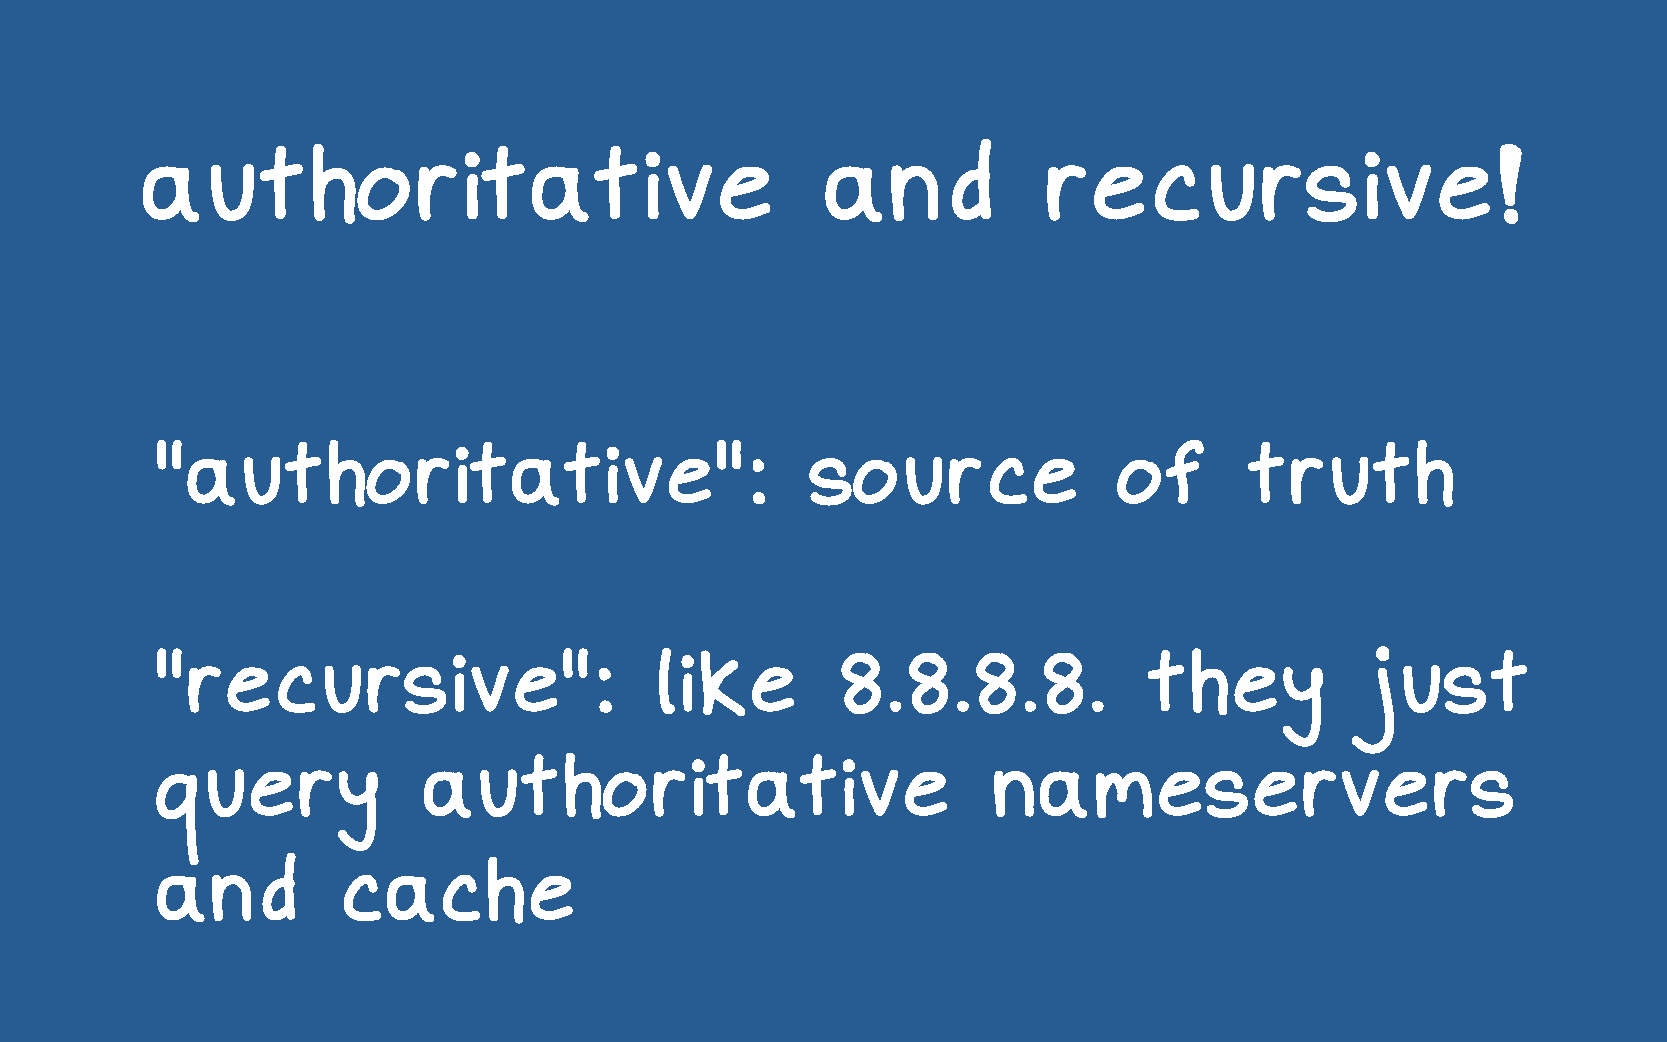 authoritative and recursive!
"authoritative": source of truth
"recursive": like 8.8.8.8. they just
query authoritative nameservers
and cache